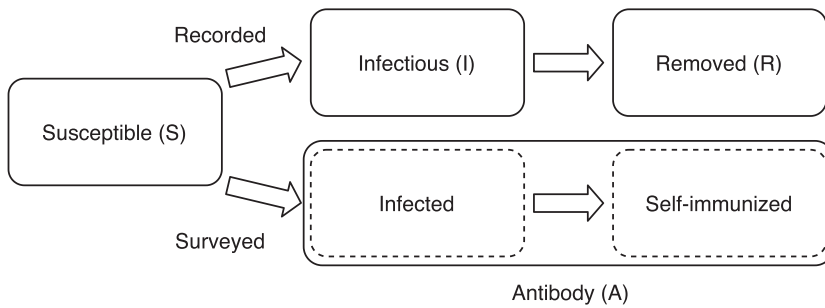 Recorded
Infectious (I)
Removed (R)
Susceptible (S)
Infected
Self-immunized
Surveyed
Antibody (A)